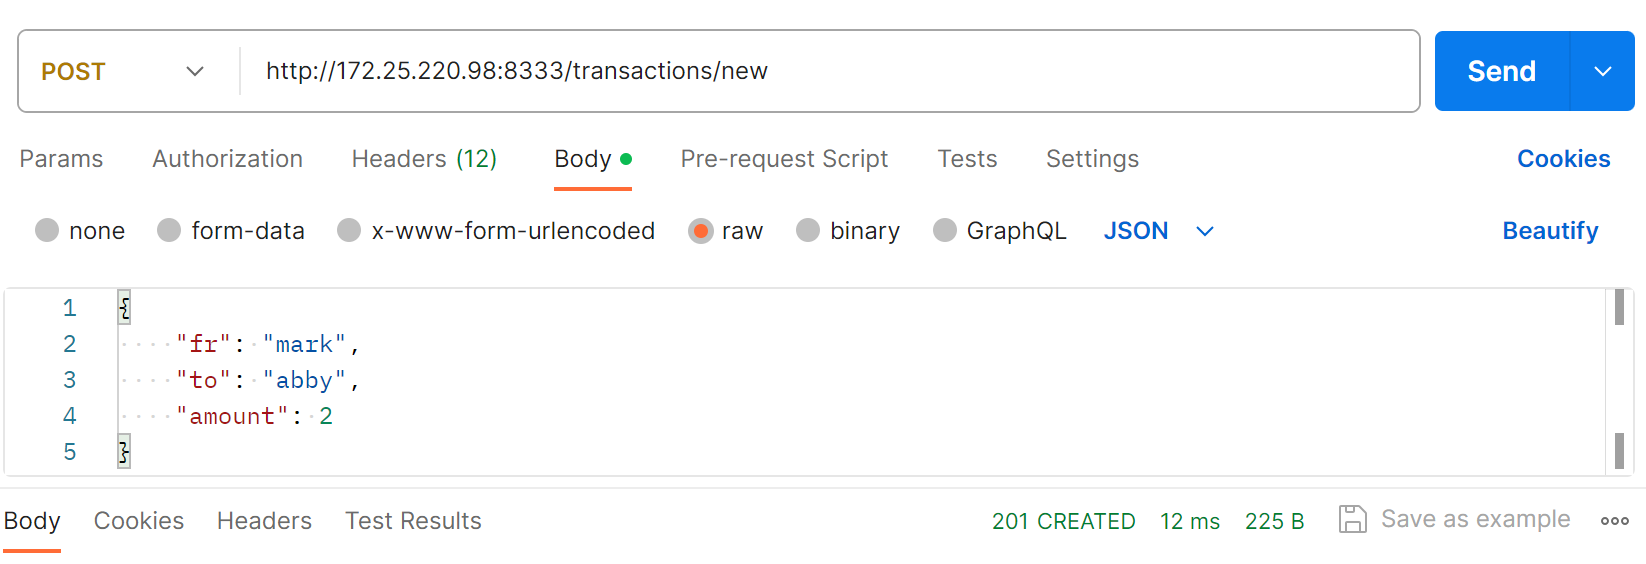 POST http://172.25.220.98:8333/transactions/new Send
Params Authorization Headers (12) Body Pre-request Script Tests Settings Cookies
none form-data x-www-form-urlencoded raw binary GraphQL JSON Beautify
1 {
2 "fr": "mark",
3 "to": "abby",
4 "amount": 2
5 }
Body Cookies Headers Test Results 201 CREATED 12 ms 225 B Save as example